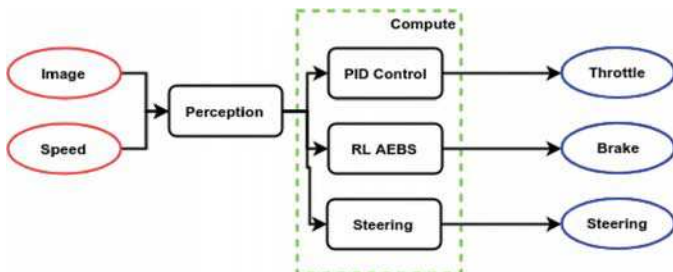 Compute
Image
PID Control
Throttle
Perception
Speed
RL AEBS
Brake
Steering
Steering